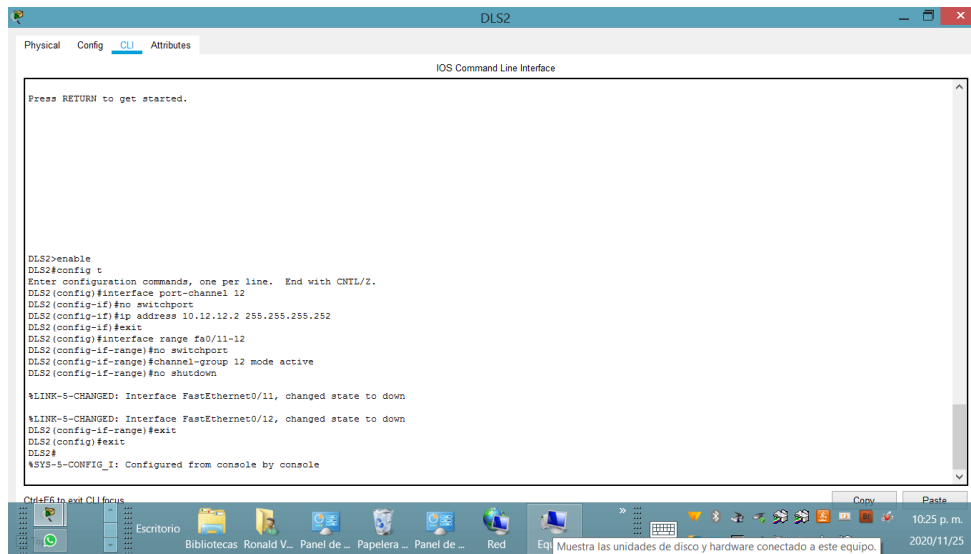 DLS2
Physical Config CLI Attributes
IOS Command Line Interface
Press RETURN to get started.
DLS2>enable
DLS2#config t
Enter configuration commands, one per line.  End with CNTL/Z.
DLS2(config)#interface port-channel 12
DLS2(config-if)#no switchport
DLS2(config-if)#ip address 10.12.12.2 255.255.255.252
DLS2(config-if)#exit
DLS2(config)#interface range fa0/11-12
DLS2(config-if-range)#no switchport
DLS2(config-if-range)#channel-group 12 mode active
DLS2(config-if-range)#no shutdown
%LINK-5-CHANGED: Interface FastEthernet0/11, changed state to down
%LINK-5-CHANGED: Interface FastEthernet0/12, changed state to down
DLS2(config-if-range)#exit
DLS2(config)#exit
DLS2#
%SYS-5-CONFIG_I: Configured from console by console
Ctrl+F6 to exit CLI focus
Copy Paste
Escritorio
Bibliotecas Ronald V... Panel de ... Papelera ... Panel de ... Red
Muestra las unidades de disco y hardware conectado a este equipo.
10:25 p. m.
2020/11/25